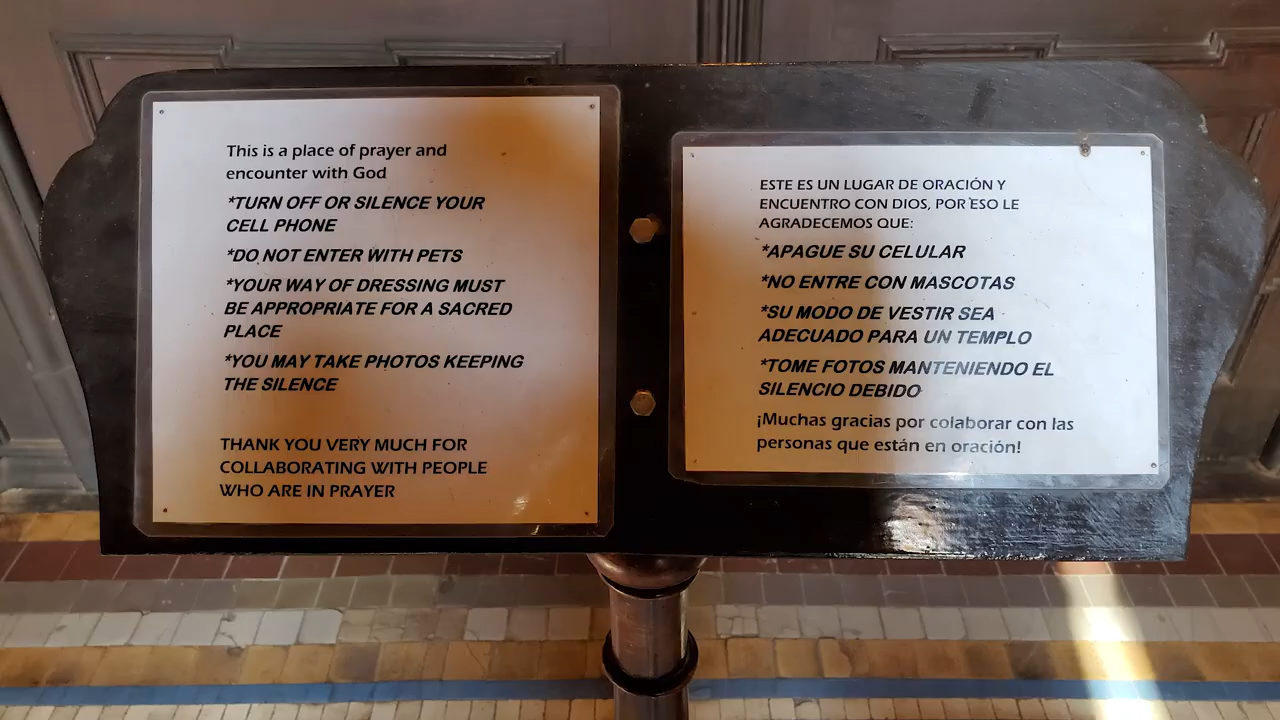 This is a place of prayer and
encounter with God
*TURN OFF OR SILENCE YOUR
CELL PHONE
*DO NOT ENTER WITH PETS
*YOUR WAY OF DRESSING MUST
BE APPROPRIATE FOR A SACRED
PLACE
*YOU MAY TAKE PHOTOS KEEPING
THE SILENCE
THANK YOU VERY MUCH FOR
COLLABORATING WITH PEOPLE
WHO ARE IN PRAYER
ESTE ES UN LUGAR DE ORACIÓN Y
ENCUENTRO CON DIOS, POR ESO LE
AGRADECEMOS QUE:
*APAGUE SU CELULAR
*NO ENTRE CON MASCOTAS
*SU MODO DE VESTIR SEA
ADECUADO PARA UN TEMPLO
*TOME FOTOS MANTENIENDO EL
SILENCIO DEBIDO
¡Muchas gracias por colaborar con las
personas que están en oración!